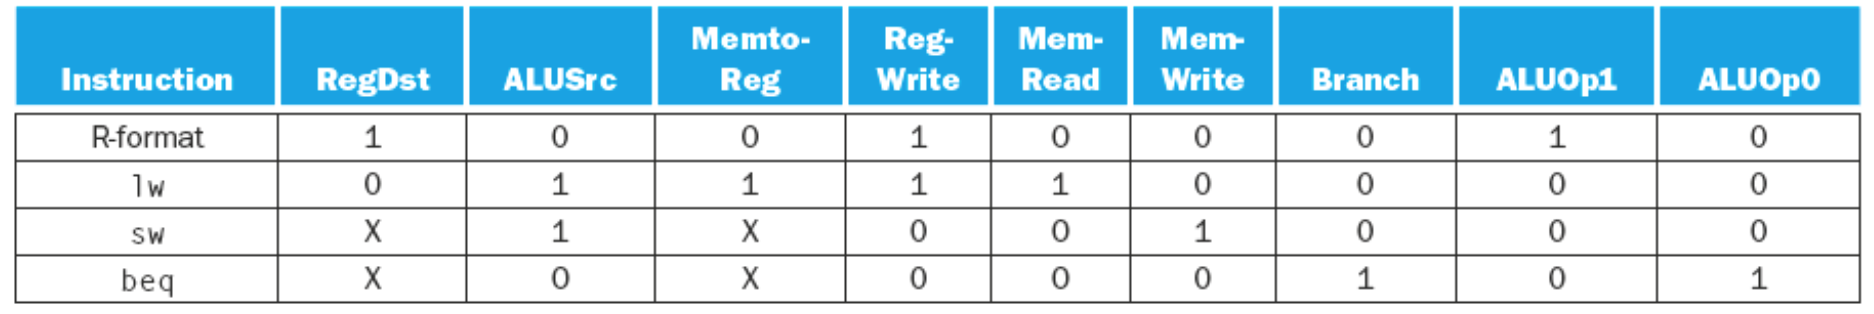 Instruction RegDst ALUSrc Memto-Reg Reg-Write Mem-Read Mem-Write Branch ALUOp1 ALUOp0
R-format 1 0 0 1 0 0 0 1 0
lw 0 1 1 1 1 0 0 0 0
sw X 1 X 0 0 1 0 0 0
beq X 0 X 0 0 0 1 0 1